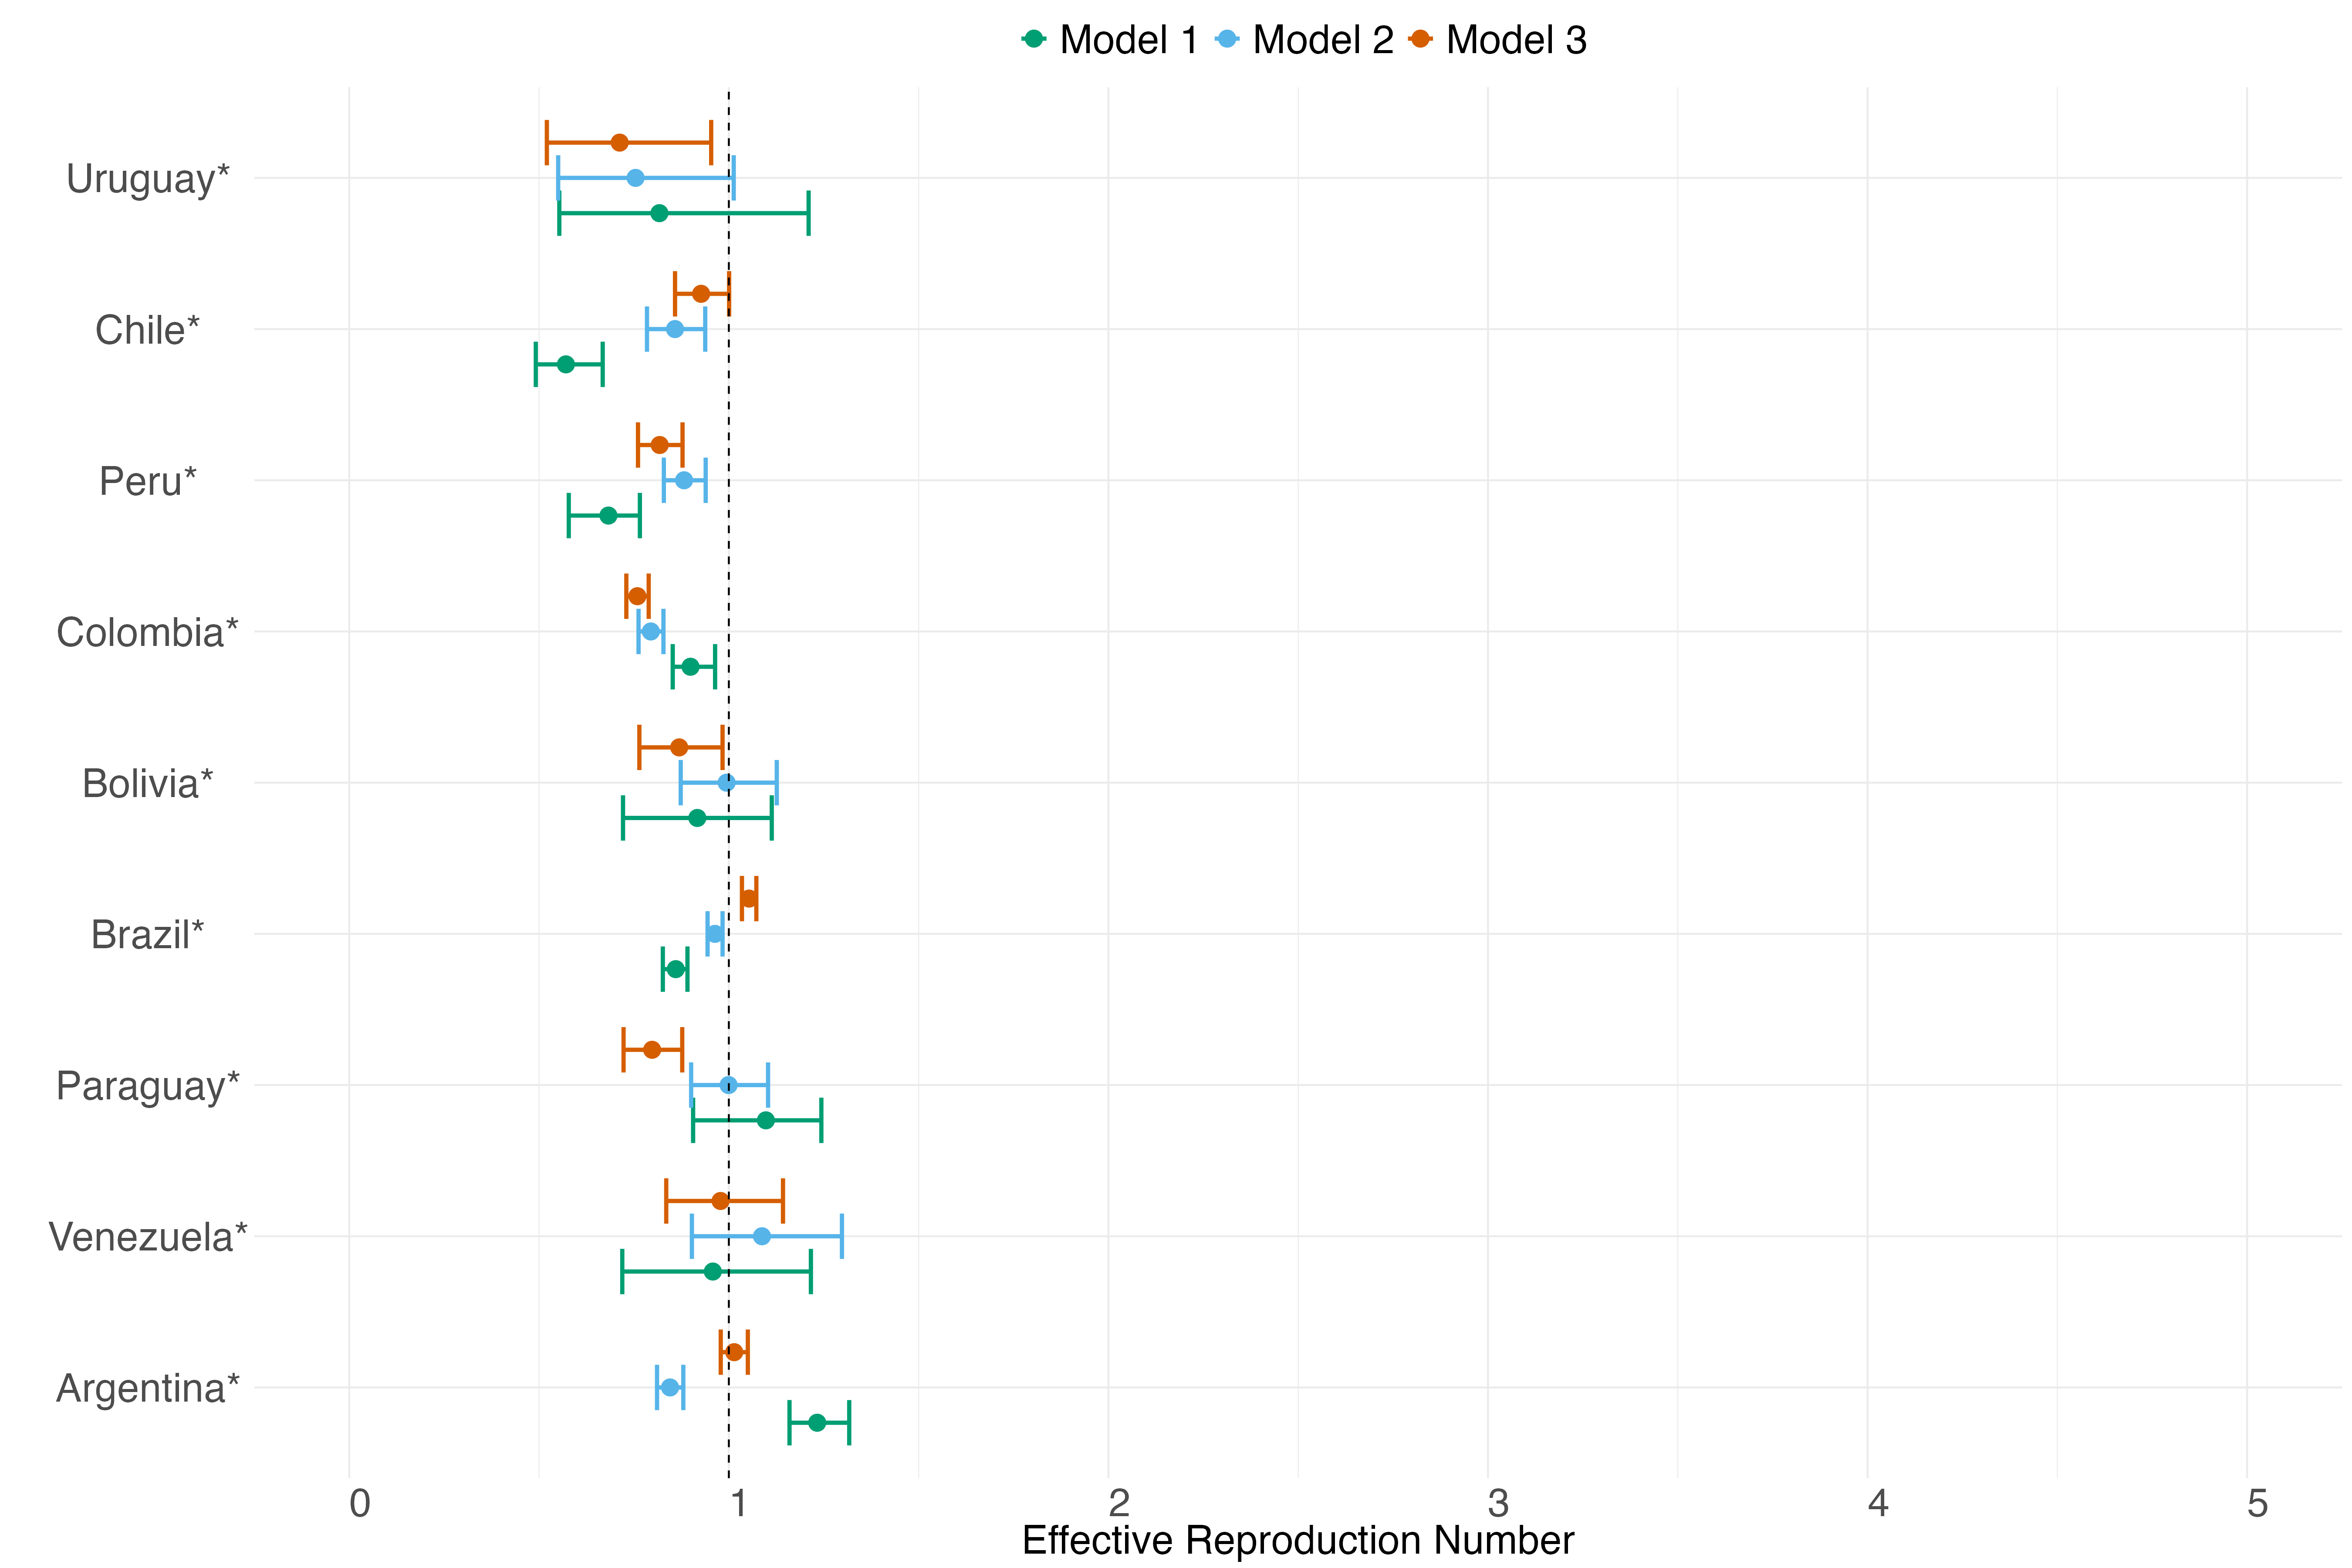 Model 1 Model 2 Model 3
Uruguay*
Chile*
Peru*
Colombia*
Bolivia*
Brazil*
Paraguay*
Venezuela*
Argentina*
0 1 2 3 4 5
Effective Reproduction Number